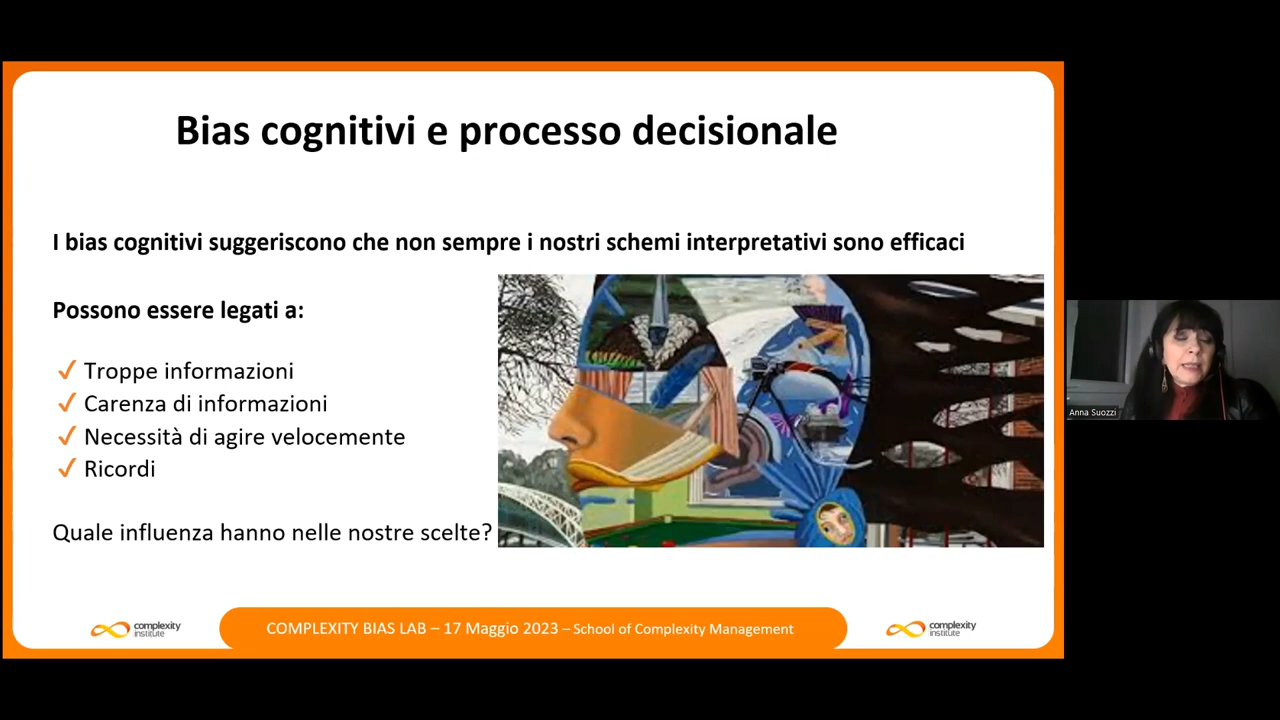 Bias cognitivi e processo decisionale
I bias cognitivi suggeriscono che non sempre i nostri schemi interpretativi sono efficaci
Possono essere legati a:
✓ Troppe informazioni
✓ Carenza di informazioni
✓ Necessità di agire velocemente
✓ Ricordi
Quale influenza hanno nelle nostre scelte?
complexity
institute
COMPLEXITY BIAS LAB – 17 Maggio 2023 – School of Complexity Management
complexity
institute
Anna Suozzi